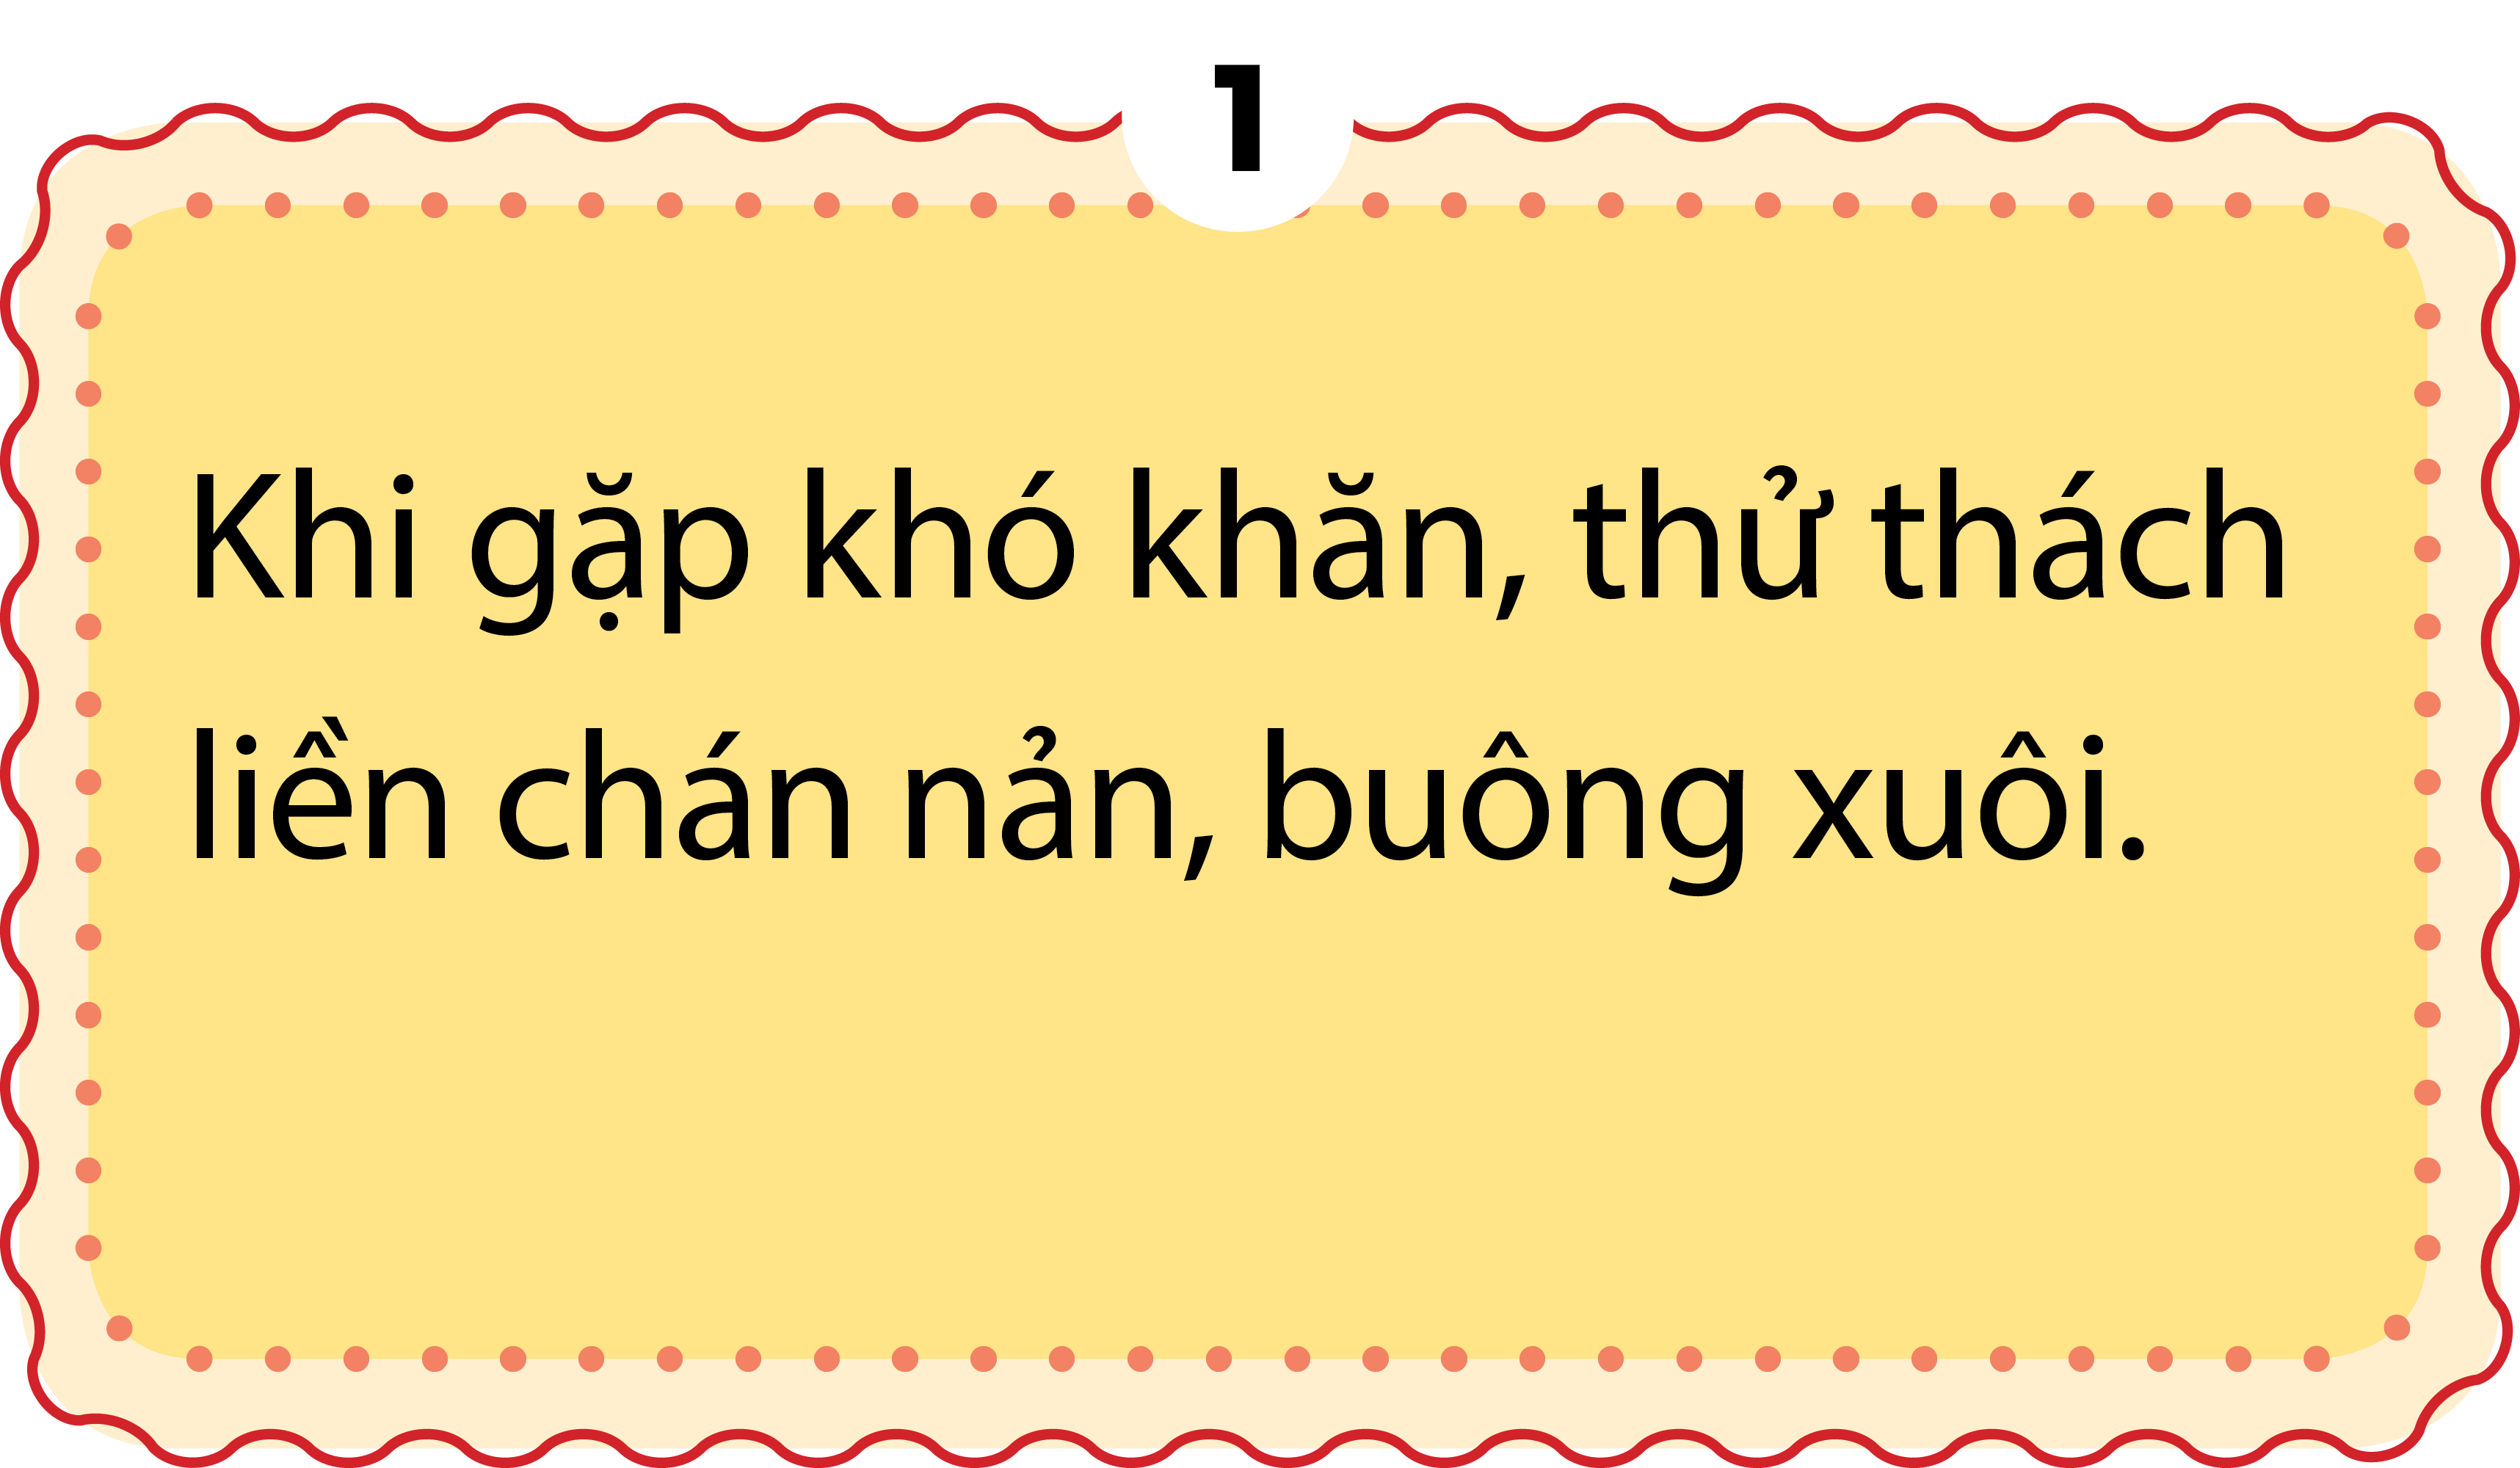 1
Khi gặp khó khăn, thử thách
liền chán nản, buông xuôi.